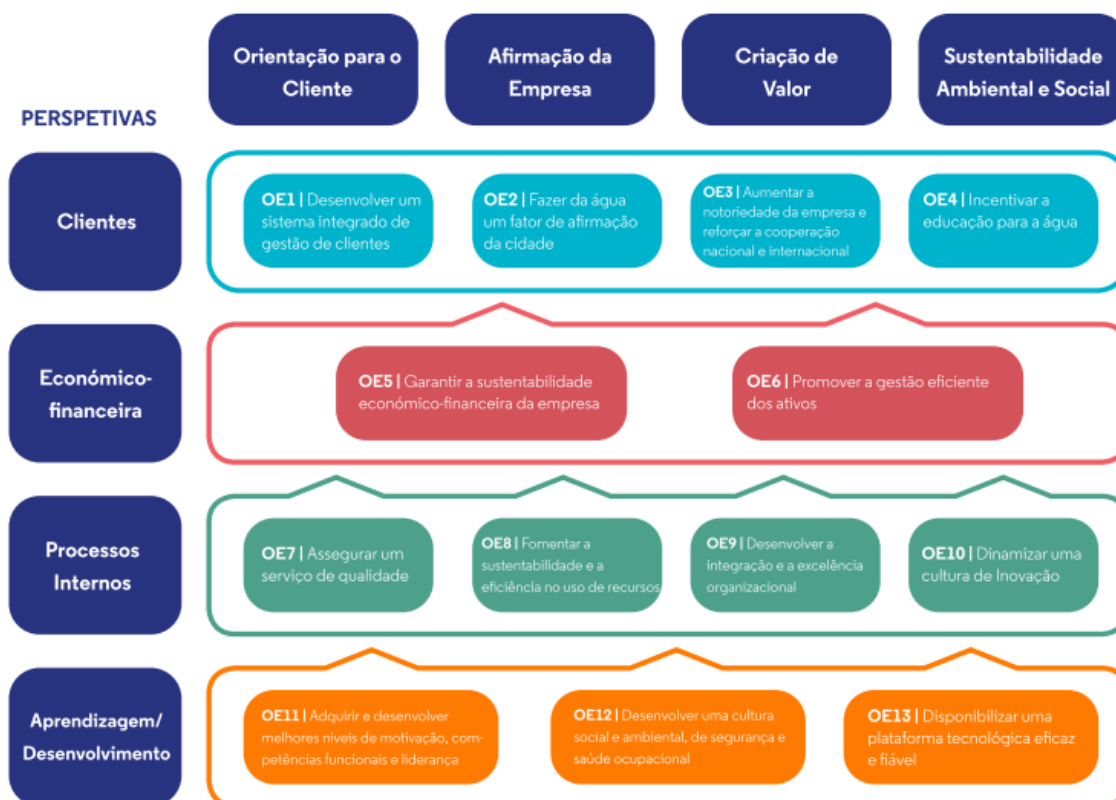 Orientação para o
Cliente
Afirmação da
Empresa
Criação de
Valor
Sustentabilidade
Ambiental e Social
PERSPETIVAS
Clientes
OE1 | Desenvolver um
sistema integrado de
gestão de clientes
OE2 | Fazer da água
um fator de afirmação
da cidade
OE3 | Aumentar a
notoriedade da empresa e
reforçar a cooperação
nacional e internacional
OE4 | Incentivar a
educação para a água
Económico-
financeira
OE5 | Garantir a sustentabilidade
económico-financeira da empresa
OE6 | Promover a gestão eficiente
dos ativos
Processos
Internos
OE7 | Assegurar um
serviço de qualidade
OE8 | Fomentar a
sustentabilidade e a
eficiência no uso de recursos
OE9 | Desenvolver a
integração e a excelência
organizacional
OE10 | Dinamizar uma
cultura de Inovação
Aprendizagem/
Desenvolvimento
OE11 | Adquirir e desenvolver
melhores níveis de motivação, com-
petências funcionais e liderança
OE12 | Desenvolver uma cultura
social e ambiental, de segurança e
saúde ocupacional
OE13 | Disponibilizar uma
plataforma tecnológica eficaz
e fiável